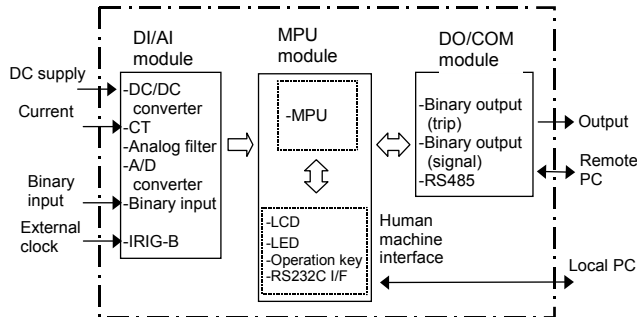 DI/AI
module
MPU
module
DO/COM
module
DC supply
Current
Binary
input
External
clock
-DC/DC
converter
-CT
-Analog filter
-A/D
converter
-Binary input
-IRIG-B
-MPU
-LCD
-LED
-Operation key
-RS232C I/F
Human
machine
interface
-Binary output
(trip)
-Binary output
(signal)
-RS485
Output
Remote
PC
Local PC